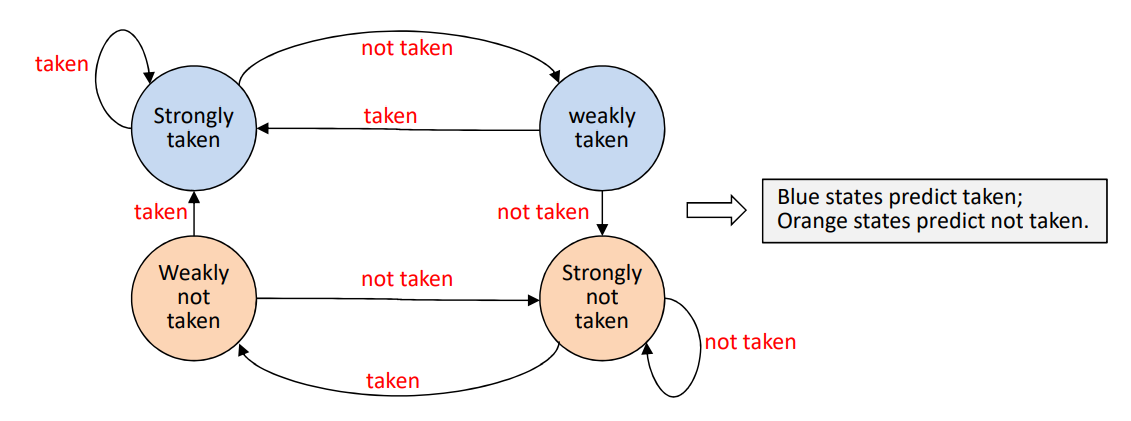 not taken
taken
Strongly
taken
taken
weakly
taken
taken
not taken
Blue states predict taken;
Orange states predict not taken.
Weakly
not
taken
not taken
Strongly
not
taken
not taken
taken